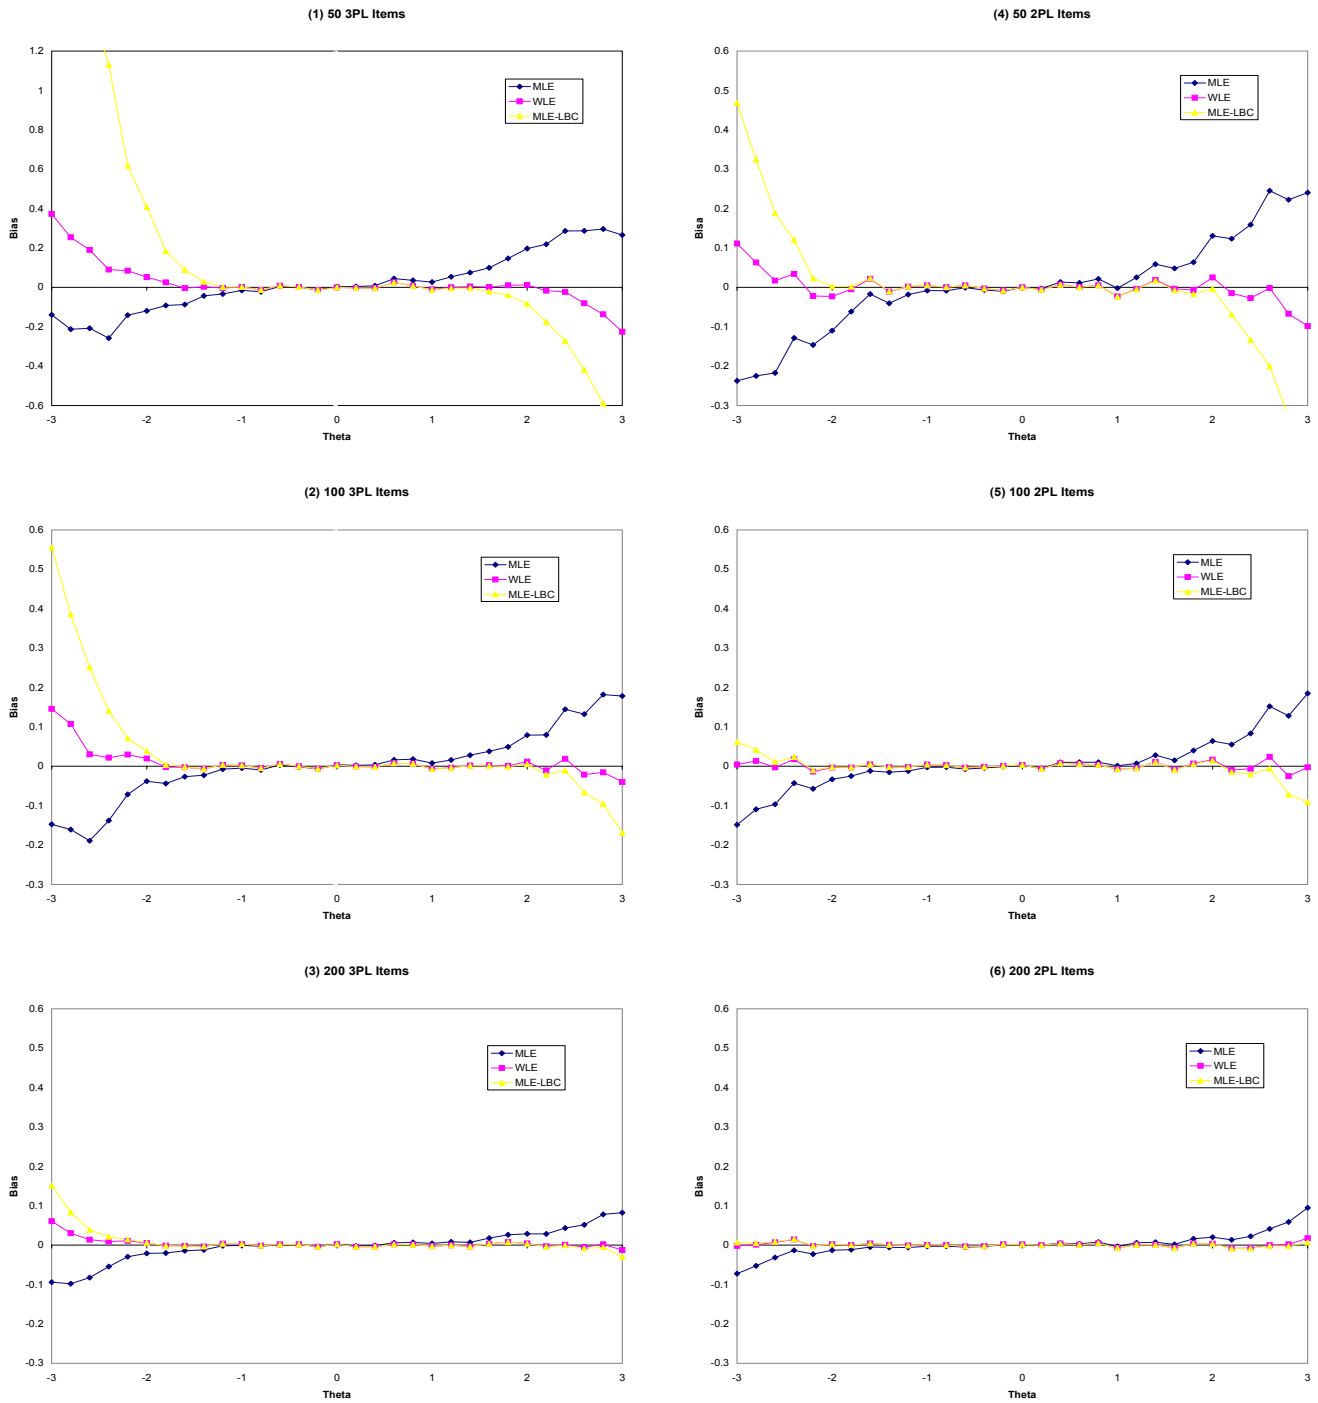 (1) 50 3PL Items
1.2
1
0.8
0.6
0.4
0.2
0
-0.2
-0.4
-0.6
-3 -2 -1 0 1 2 3
Bias
Theta
MLE
WLE
MLE-LBC
(4) 50 2PL Items
0.6
0.5
0.4
0.3
0.2
0.1
0
-0.1
-0.2
-0.3
-3 -2 -1 0 1 2 3
Bisa
Theta
MLE
WLE
MLE-LBC
(2) 100 3PL Items
0.6
0.5
0.4
0.3
0.2
0.1
0
-0.1
-0.2
-0.3
-3 -2 -1 0 1 2 3
Bias
Theta
MLE
WLE
MLE-LBC
(5) 100 2PL Items
0.6
0.5
0.4
0.3
0.2
0.1
0
-0.1
-0.2
-0.3
-3 -2 -1 0 1 2 3
Bias
Theta
MLE
WLE
MLE-LBC
(3) 200 3PL Items
0.6
0.5
0.4
0.3
0.2
0.1
0
-0.1
-0.2
-0.3
-3 -2 -1 0 1 2 3
Bias
Theta
MLE
WLE
MLE-LBC
(6) 200 2PL Items
0.6
0.5
0.4
0.3
0.2
0.1
0
-0.1
-0.2
-0.3
-3 -2 -1 0 1 2 3
Bias
Theta
MLE
WLE
MLE-LBC